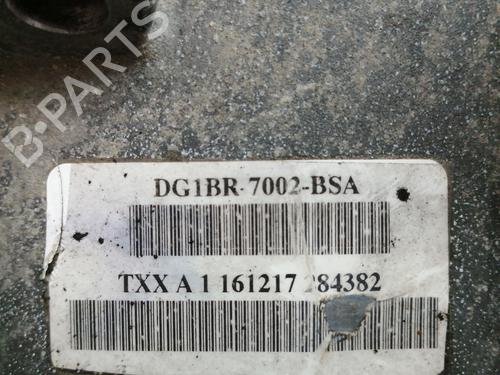 B-PARTS
DG1BR-7002-BSA
TXX A 1 161217 284382